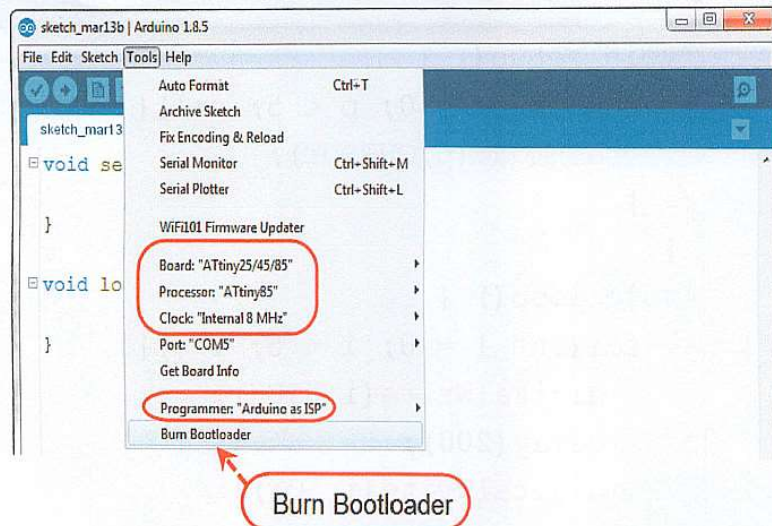 sketch_mar13b | Arduino 1.8.5
File Edit Sketch Tools Help
Auto Format Ctrl+T
Archive Sketch
sketch_mar13
Fix Encoding & Reload
void se
Serial Monitor Ctrl+Shift+M
Serial Plotter Ctrl+Shift+L
}
WiFi101 Firmware Updater
Board: "ATtiny25/45/85"
void lo
Processor: "ATtiny85"
Clock: "Internal 8 MHz"
}
Port: "COM5"
Get Board Info
Programmer: "Arduino as ISP"
Burn Bootloader
Burn Bootloader